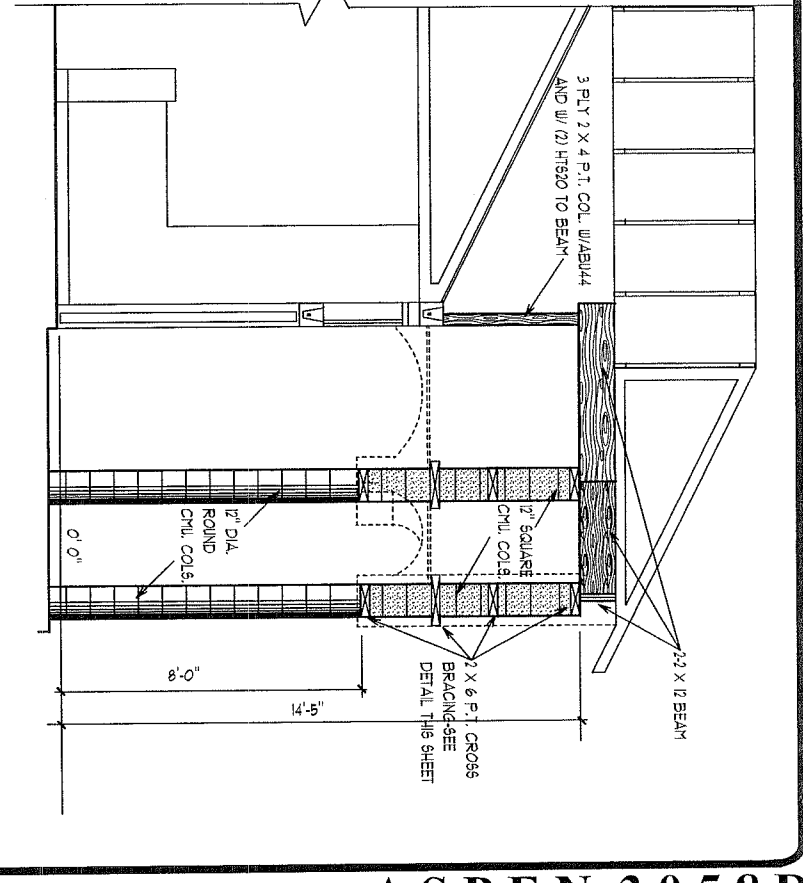 3 PLY 2 X 4 P.T. COL. W/ABU44
AND W/ (2) HTS20 TO BEAM
12" SQUARE
CMU. COLS.
12" DIA.
ROUND
CMU. COLS.
0' 0"
2-2 X 12 BEAM
2 X 6 P.T. CROSS
BRACING-SEE
DETAIL THIS SHEET
8'-0"
14'-5"